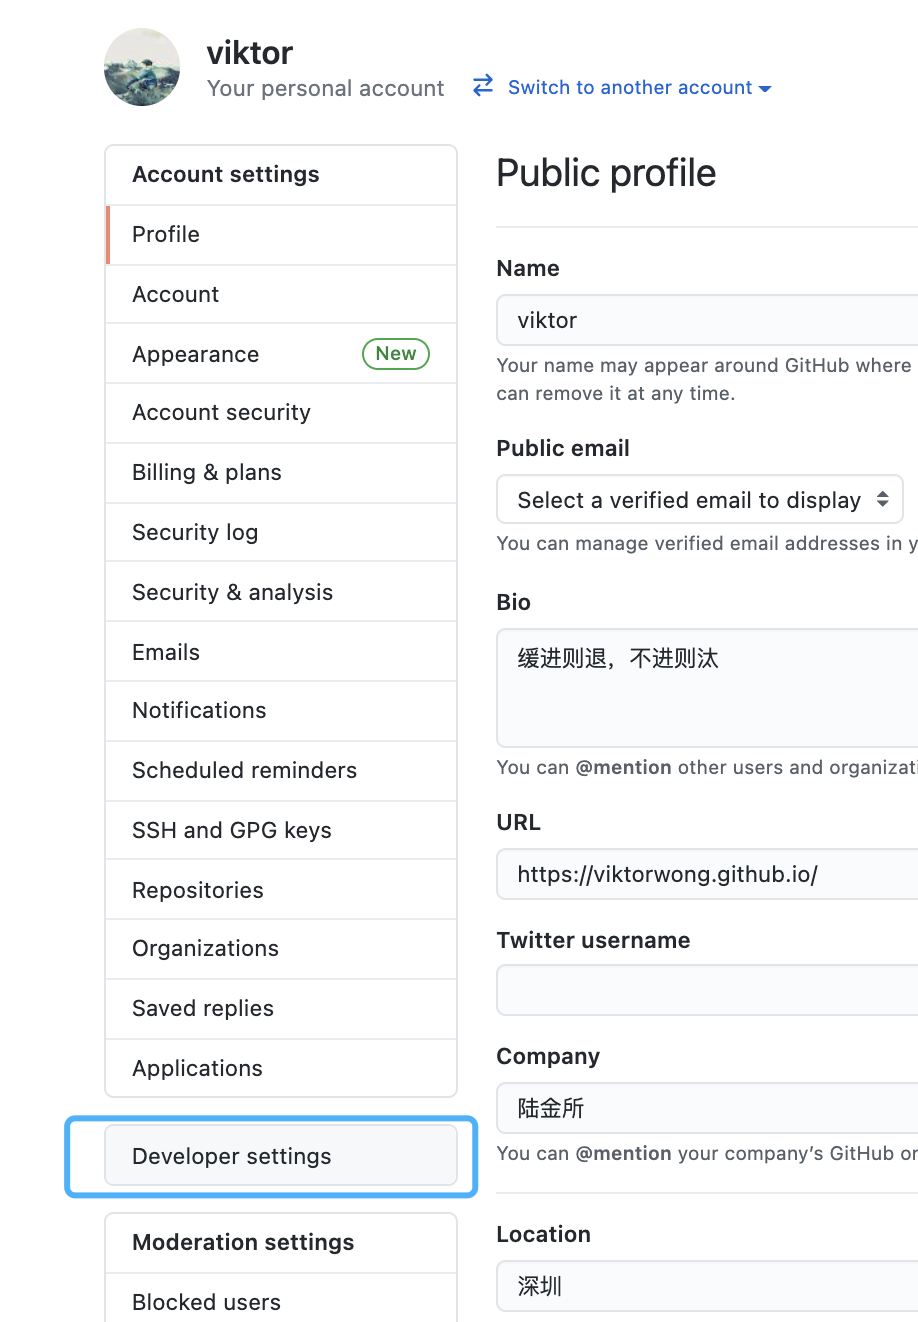 viktor
Your personal account
Switch to another account
Account settings
Profile
Account
Appearance New
Account security
Billing & plans
Security log
Security & analysis
Emails
Notifications
Scheduled reminders
SSH and GPG keys
Repositories
Organizations
Saved replies
Applications
Developer settings
Moderation settings
Blocked users
Public profile
Name
viktor
Your name may appear around GitHub where
can remove it at any time.
Public email
Select a verified email to display
You can manage verified email addresses in y
Bio
缓进则退，不进则汰
You can @mention other users and organizati
URL
https://viktorwong.github.io/
Twitter username
Company
陆金所
You can @mention your company's GitHub or
Location
深圳